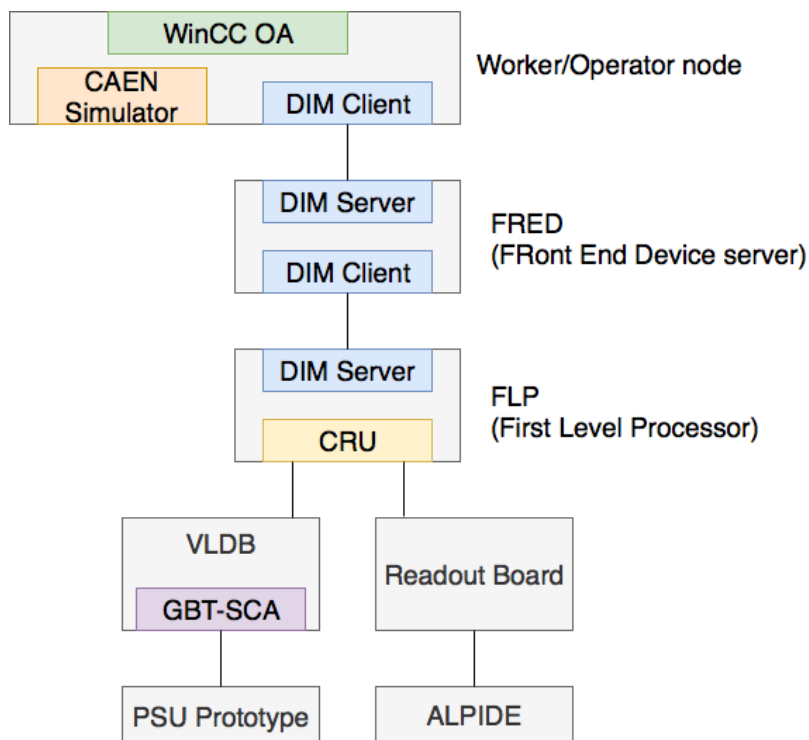 WinCC OA
CAEN
Simulator
DIM Client
Worker/Operator node
DIM Server
DIM Client
FRED
(FRont End Device server)
DIM Server
CRU
FLP
(First Level Processor)
VLDB
GBT-SCA
Readout Board
PSU Prototype
ALPIDE